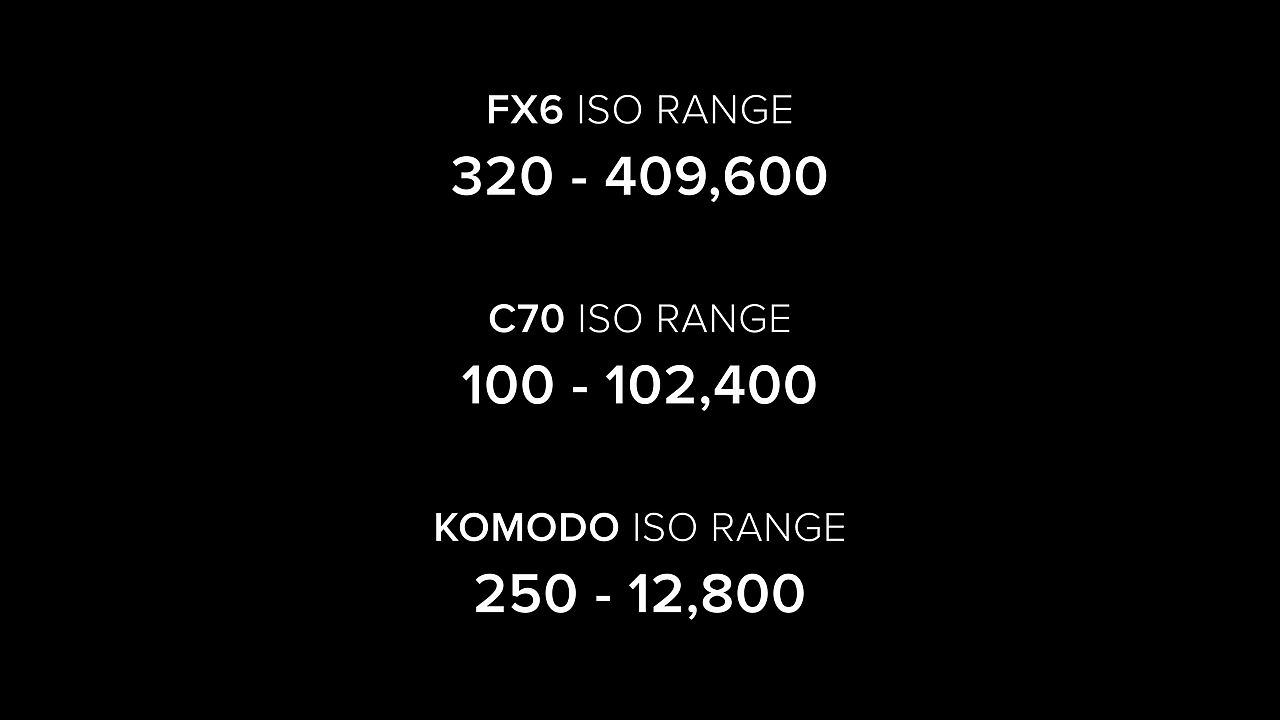 FX6 ISO RANGE
320 - 409,600
C70 ISO RANGE
100 - 102,400
KOMODO ISO RANGE
250 - 12,800